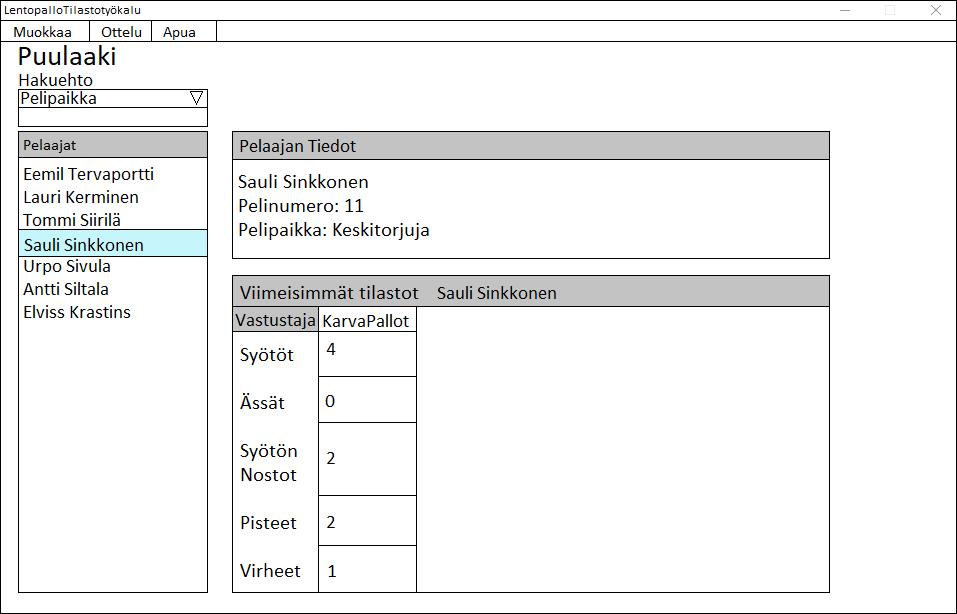 LentopalloTilastotyökalu
Muokkaa Ottelu Apua
Puulaaki
Hakuehto
Pelipaikka
Pelaajat
Eemil Tervaportti
Lauri Kerminen
Tommi Siirilä
Sauli Sinkkonen
Urpo Sivula
Antti Siltala
Elviss Krastins
Pelaajan Tiedot
Sauli Sinkkonen
Pelinumero: 11
Pelipaikka: Keskitorjuja
Viimeisimmät tilastot Sauli Sinkkonen
Vastustaja KarvaPallot
Syötöt 4
Ässät 0
Syötön
Nostot 2
Pisteet 2
Virheet 1